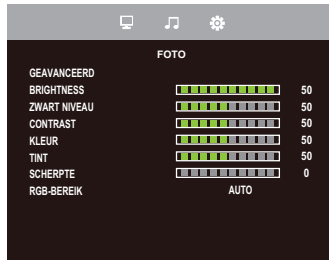 FOTO
GEAVANCEERD
BRIGHTNESS 50
ZWART NIVEAU 50
CONTRAST 50
KLEUR 50
TINT 50
SCHERPTE 0
RGB-BEREIK AUTO